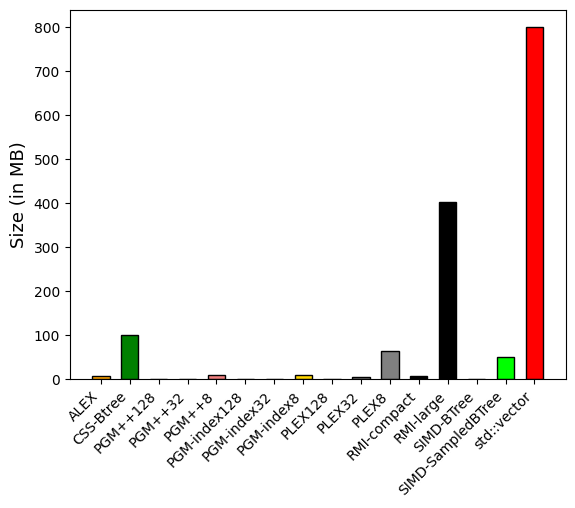 800
700
600
500
400
300
200
100
0
Size (in MB)
ALEX
CSS-Btree
PGM++128
PGM++32
PGM++8
PGM-index128
PGM-index32
PGM-index8
PLEX128
PLEX32
PLEX8
RMI-compact
RMI-large
SIMD-BTree
SIMD-SampledBTree
std::vector